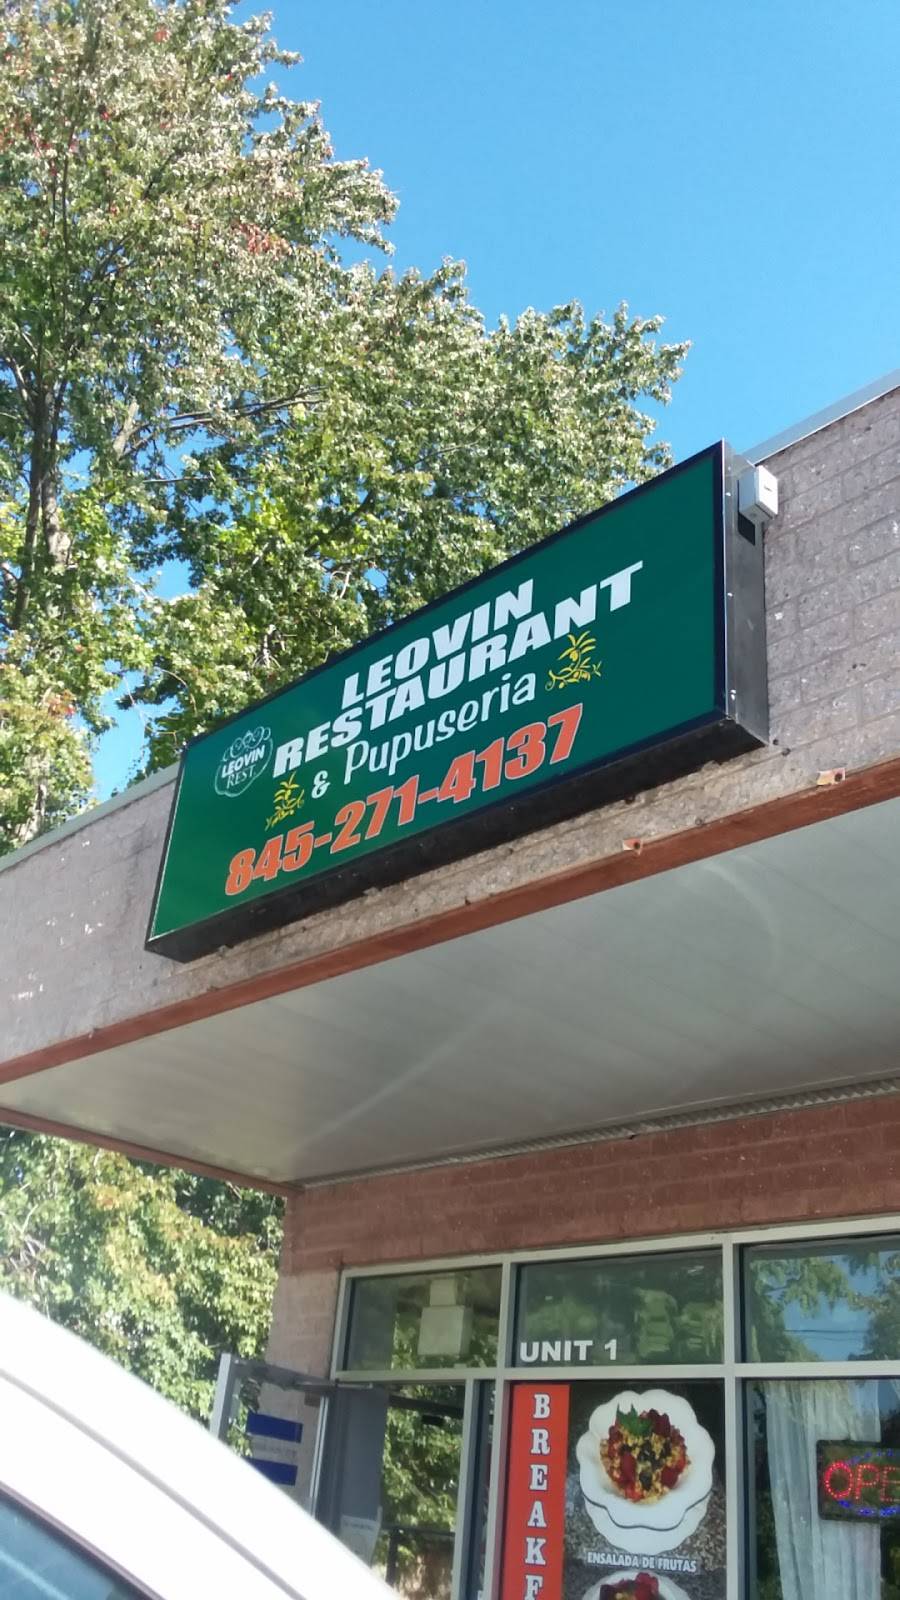 LEOVIN
RESTAURANT
& Pupuseria
845-271-4137
LEOVIN
REST.
UNIT 1
BREAKF
ENSALADA DE FRUTAS
OPE